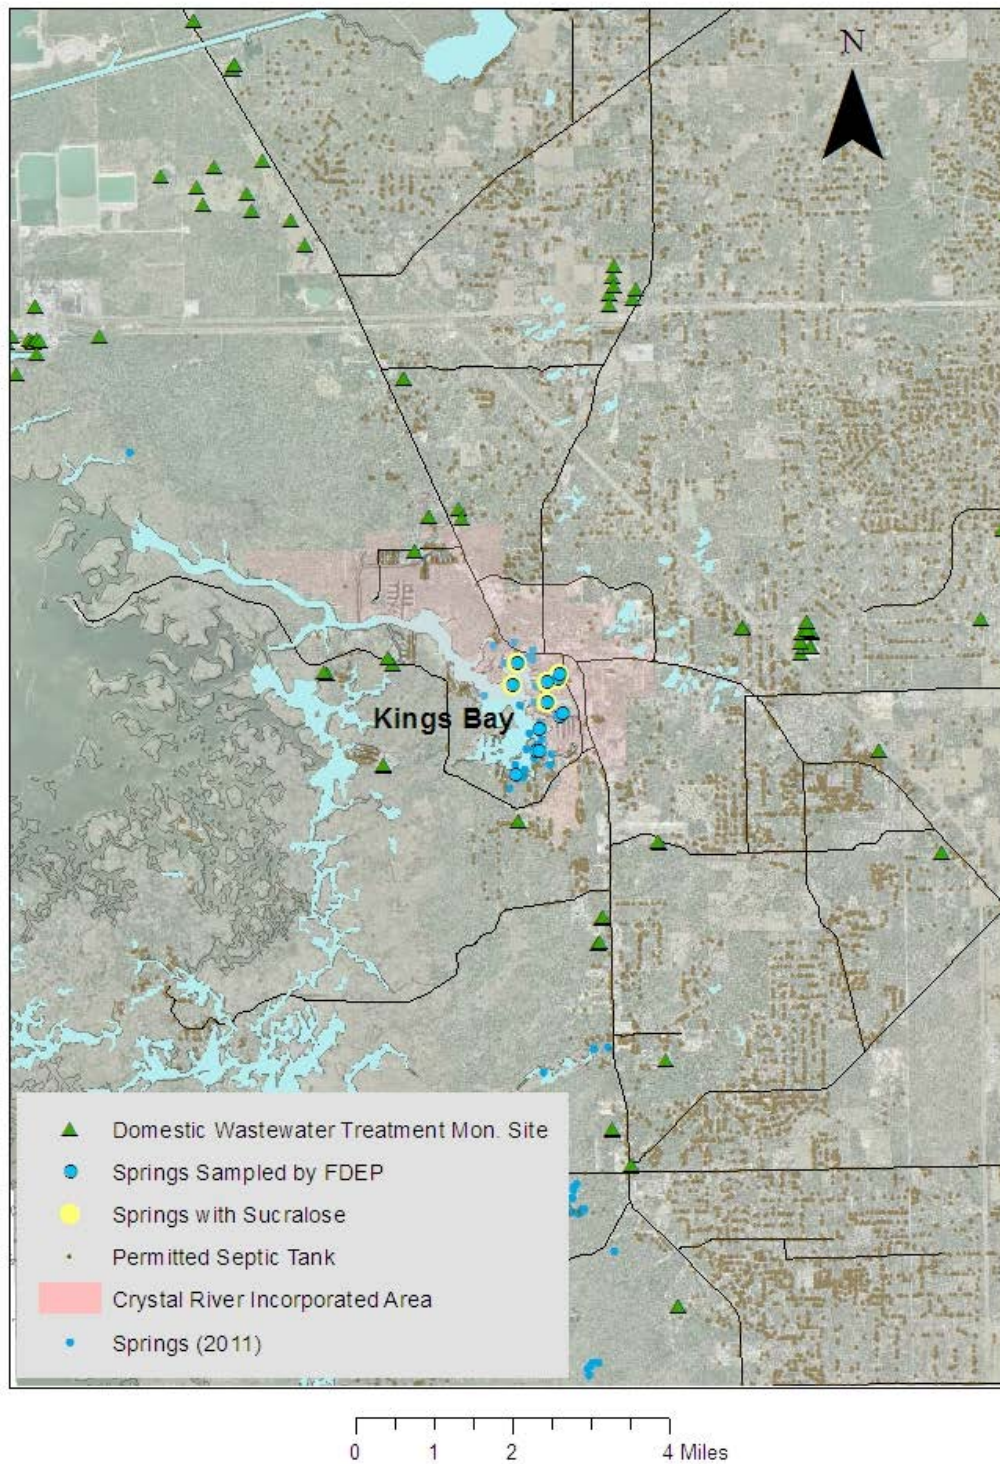 N
Kings Bay
Domestic Wastewater Treatment Mon. Site
Springs Sampled by FDEP
Springs with Sucralose
Permitted Septic Tank
Crystal River Incorporated Area
Springs (2011)
0 1 2 4 Miles